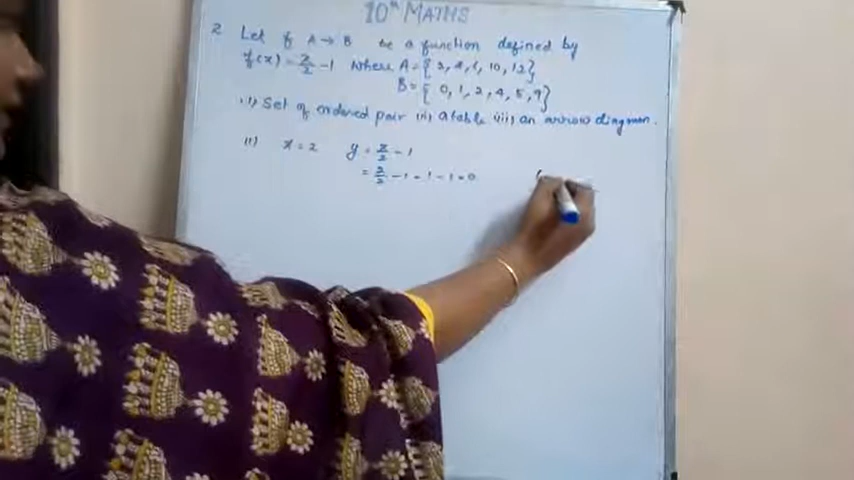 10th MATHS
2 Let f A → B be a function defined by
f(x) = x/2 - 1 where A = { 2, 4, 6, 10, 12}
B = { 0, 1, 2, 4, 5, 9}
i) Set of ordered pair (ii) a table (iii) an arrow diagram.
x = 2 y = x/2 - 1
= 2/2 - 1 = 1 - 1 = 0 (